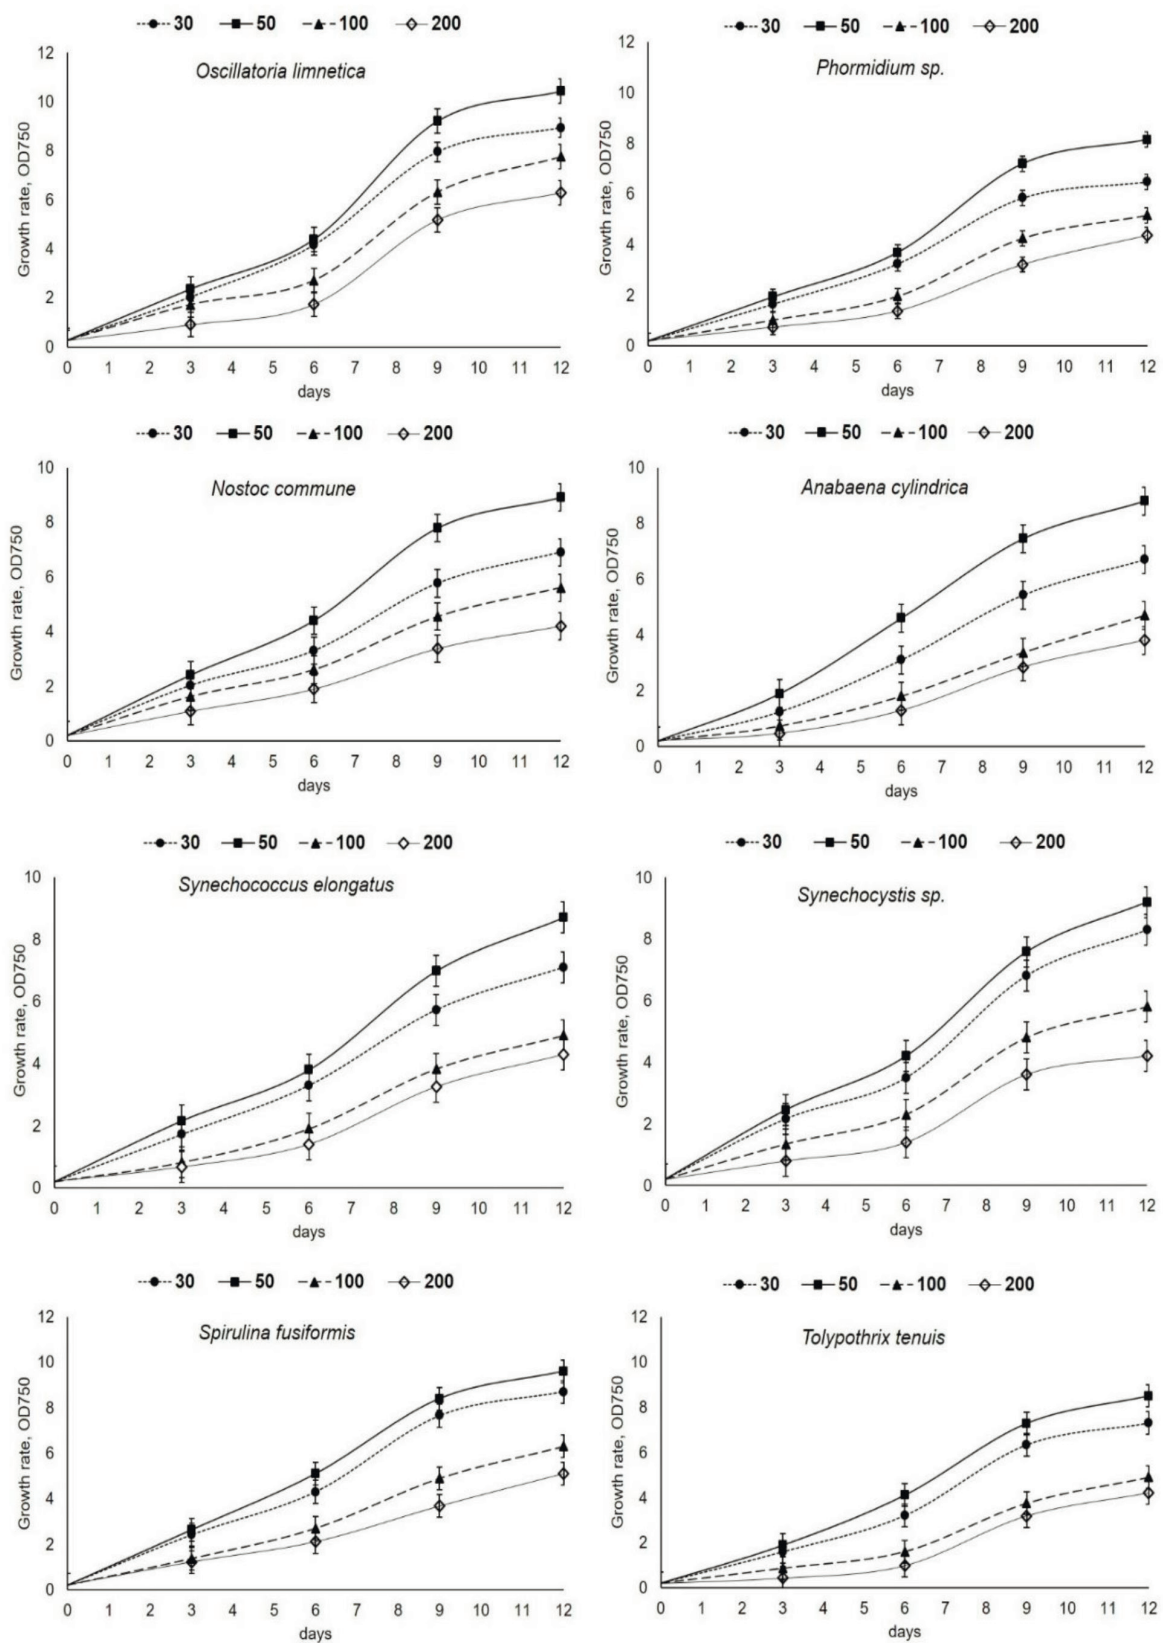 30 50 100 200
Oscillatoria limnetica
Growth rate, OD750
12
10
8
6
4
2
0
0 1 2 3 4 5 6 7 8 9 10 11 12
days
30 50 100 200
Phormidium sp.
Growth rate, OD750
12
10
8
6
4
2
0
0 1 2 3 4 5 6 7 8 9 10 11 12
days
30 50 100 200
Nostoc commune
Growth rate, OD750
10
8
6
4
2
0
0 1 2 3 4 5 6 7 8 9 10 11 12
days
30 50 100 200
Anabaena cylindrica
Growth rate, OD750
10
8
6
4
2
0
0 1 2 3 4 5 6 7 8 9 10 11 12
days
30 50 100 200
Synechococcus elongatus
Growth rate, OD750
10
8
6
4
2
0
0 1 2 3 4 5 6 7 8 9 10 11 12
days
30 50 100 200
Synechocystis sp.
Growth rate, OD750
10
8
6
4
2
0
0 1 2 3 4 5 6 7 8 9 10 11 12
days
30 50 100 200
Spirulina fusiformis
Growth rate, OD750
12
10
8
6
4
2
0
0 1 2 3 4 5 6 7 8 9 10 11 12
days
30 50 100 200
Tolypothrix tenuis
Growth rate, OD750
12
10
8
6
4
2
0
0 1 2 3 4 5 6 7 8 9 10 11 12
days